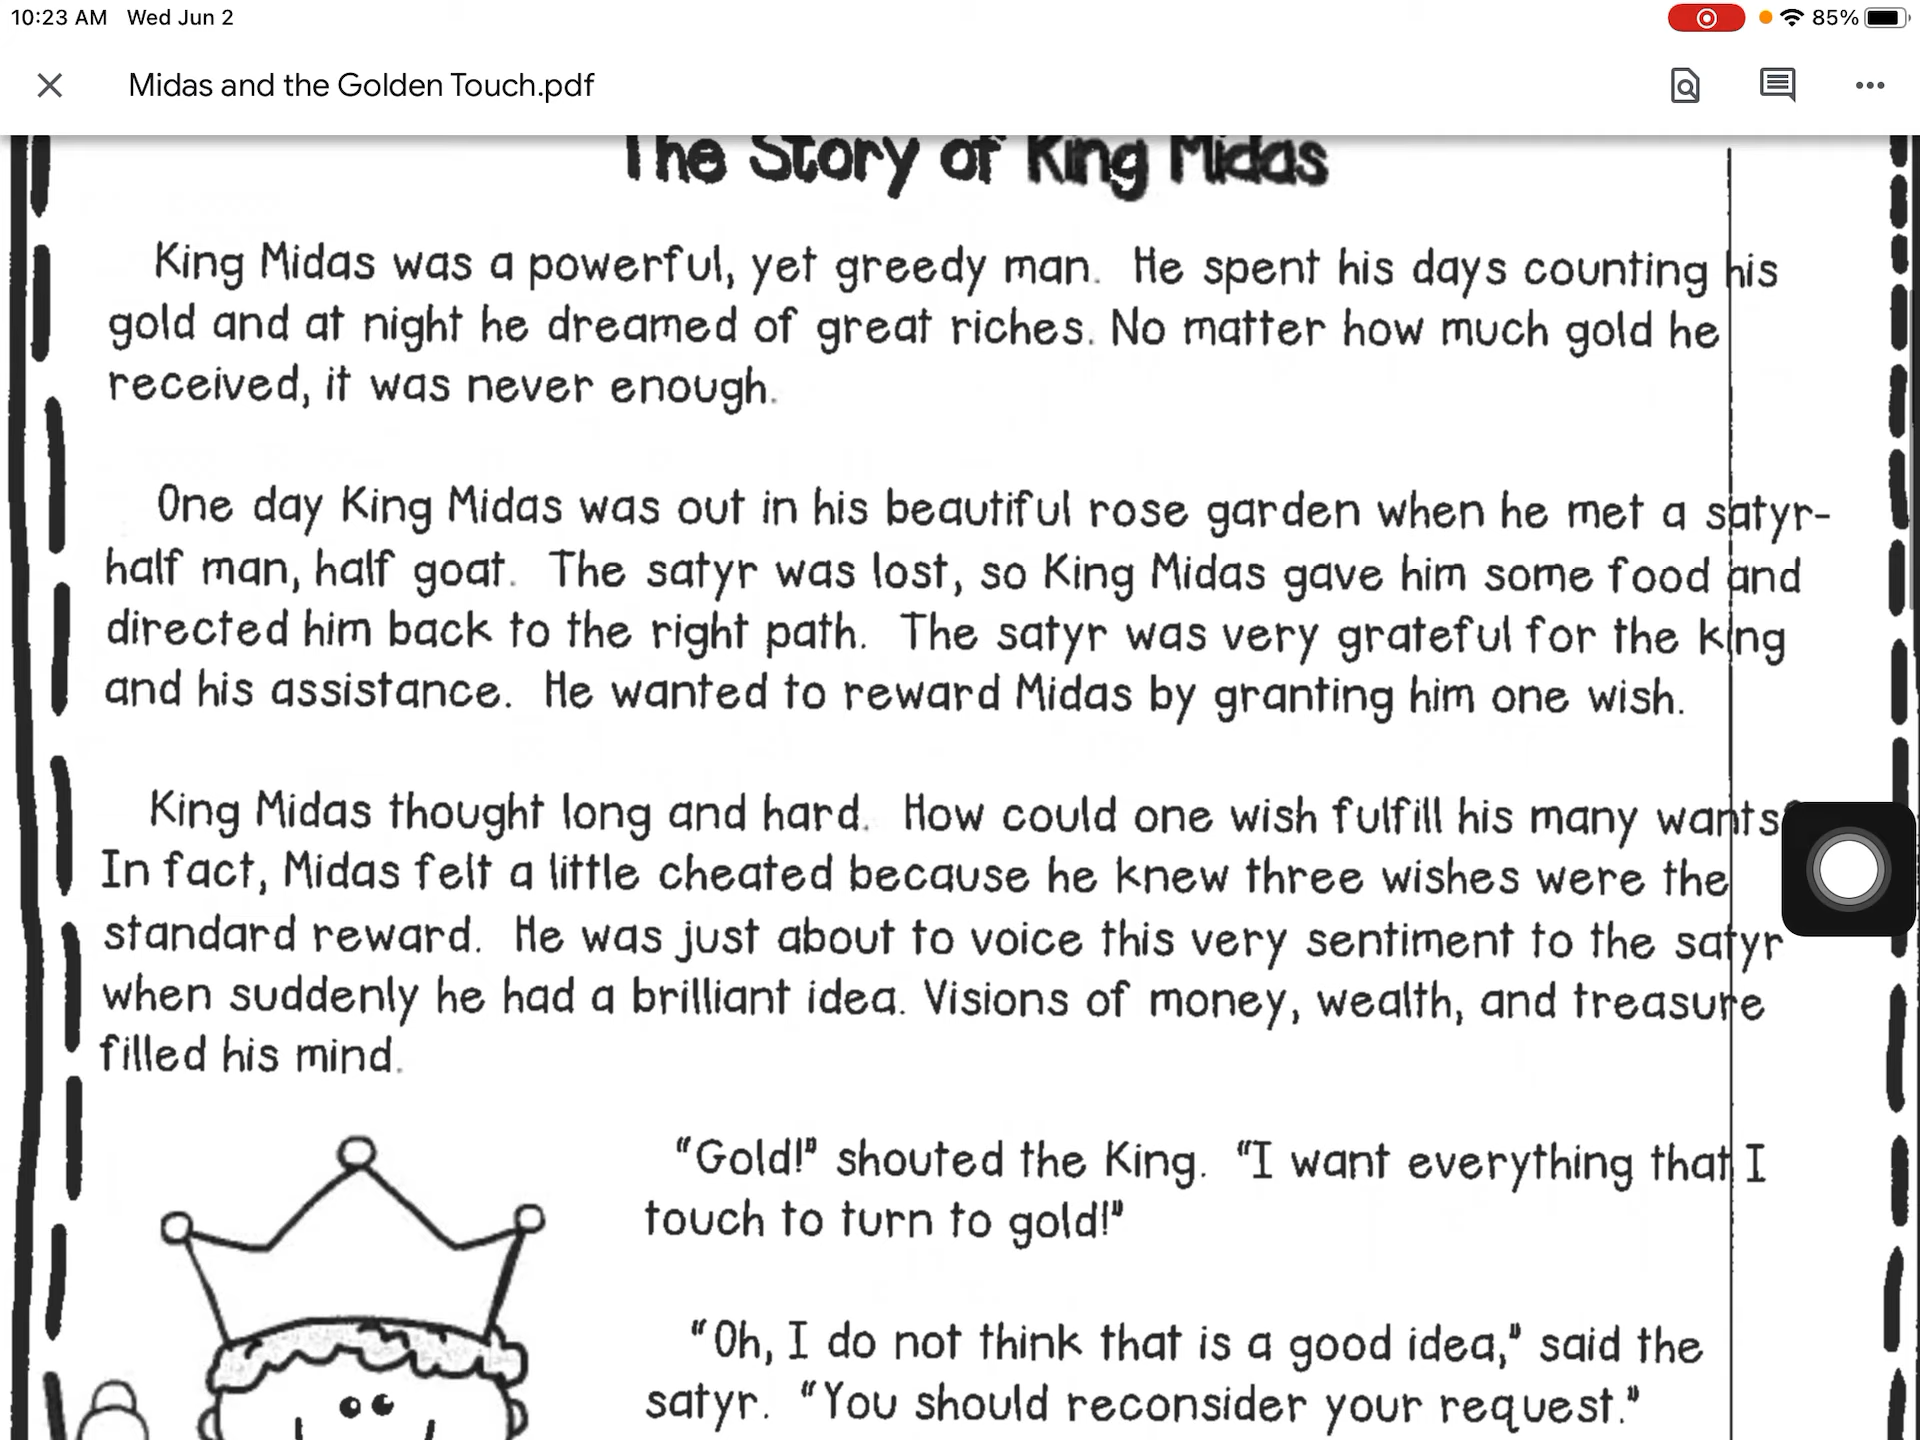 10:23 AM Wed Jun 2
85%
Midas and the Golden Touch.pdf
The Story of King Midas
King Midas was a powerful, yet greedy man. He spent his days counting his
gold and at night he dreamed of great riches. No matter how much gold he
received, it was never enough.
One day King Midas was out in his beautiful rose garden when he met a satyr-
half man, half goat. The satyr was lost, so King Midas gave him some food and
directed him back to the right path. The satyr was very grateful for the king
and his assistance. He wanted to reward Midas by granting him one wish.
King Midas thought long and hard. How could one wish fulfill his many wants?
In fact, Midas felt a little cheated because he knew three wishes were the
standard reward. He was just about to voice this very sentiment to the satyr
when suddenly he had a brilliant idea. Visions of money, wealth, and treasure
filled his mind.
"Gold!" shouted the King. "I want everything that I
touch to turn to gold!"
"Oh, I do not think that is a good idea," said the
satyr. "You should reconsider your request."